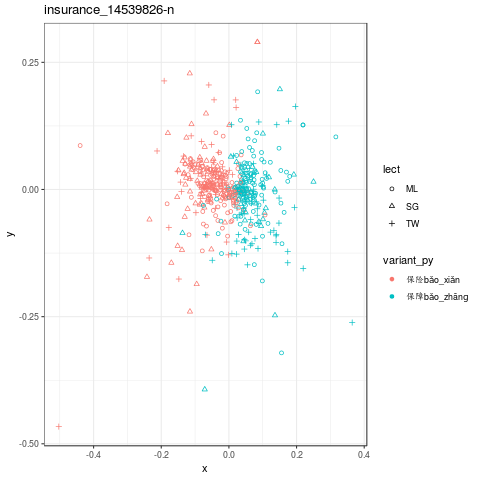 insurance_14539826-n
0.25
0.00
-0.25
-0.50
y
-0.4
-0.2
0.0
0.2
0.4
x
lect
ML
SG
TW
variant_py
保险bǎo_xiǎn
保障bǎo_zhāng